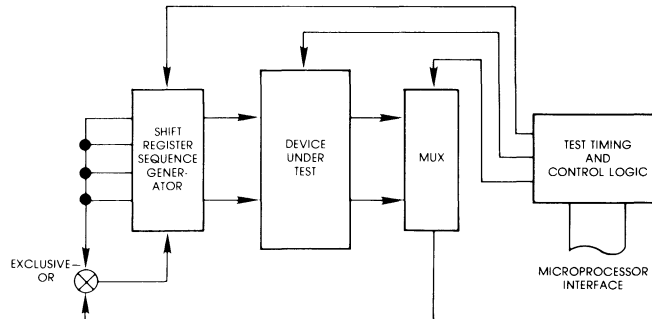 SHIFT
REGISTER
SEQUENCE
GENER-
ATOR
DEVICE
UNDER
TEST
MUX
TEST TIMING
AND
CONTROL LOGIC
EXCLUSIVE-
OR
MICROPROCESSOR
INTERFACE